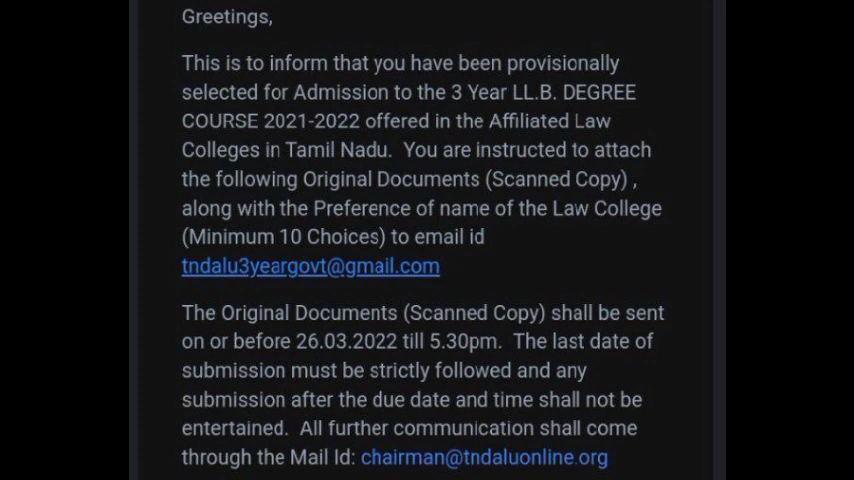 Greetings,
This is to inform that you have been provisionally
selected for Admission to the 3 Year LL.B. DEGREE
COURSE 2021-2022 offered in the Affiliated Law
Colleges in Tamil Nadu.  You are instructed to attach
the following Original Documents (Scanned Copy) ,
along with the Preference of name of the Law College
(Minimum 10 Choices) to email id
tndalu3yeargovt@gmail.com
The Original Documents (Scanned Copy) shall be sent
on or before 26.03.2022 till 5.30pm.  The last date of
submission must be strictly followed and any
submission after the due date and time shall not be
entertained.  All further communication shall come
through the Mail Id: chairman@tndaluonline.org